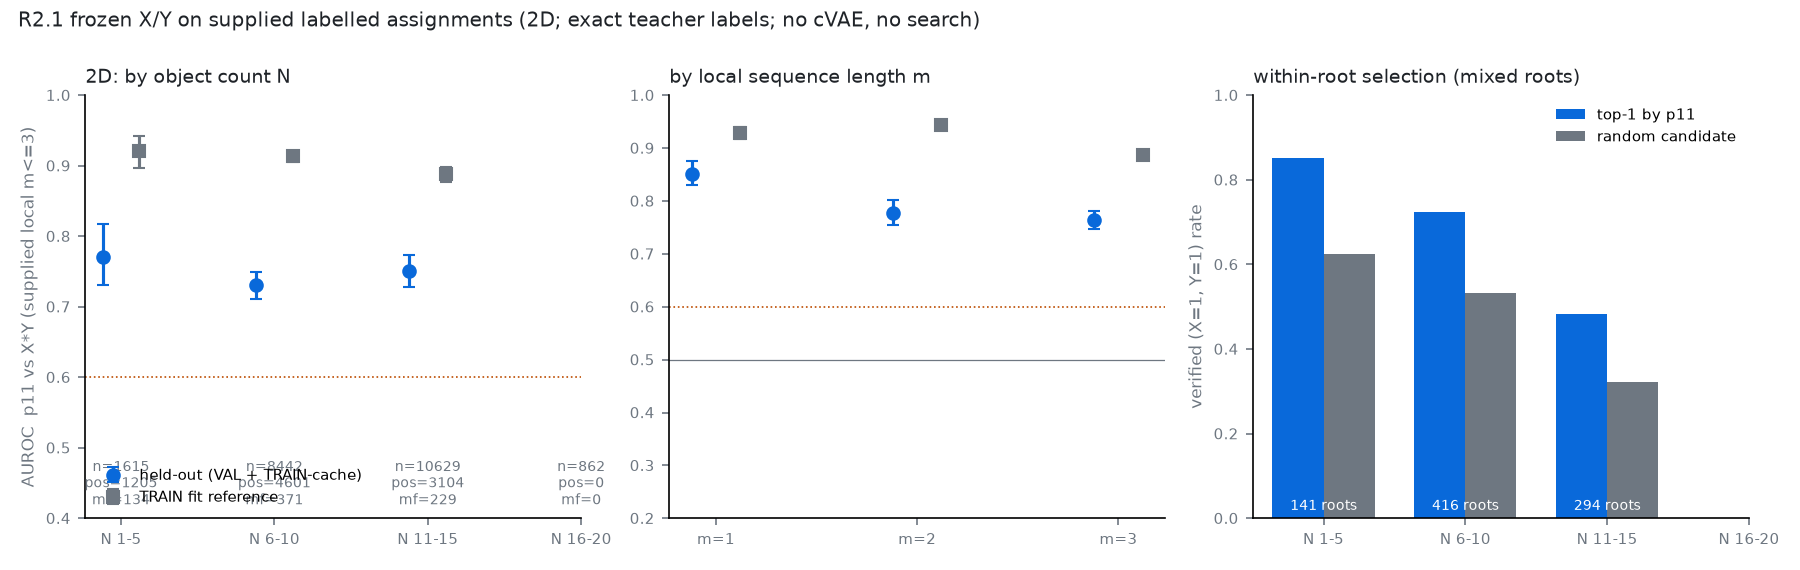 R2.1 frozen X/Y on supplied labelled assignments (2D; exact teacher labels; no cVAE, no search)
2D: by object count N
AUROC p11 vs X*Y (supplied local m<=3)
1.0
0.9
0.8
0.7
0.6
0.5
0.4
n=1615
pos=1205
mf=134
n=8442
pos=4601
mf=371
n=10629
pos=3104
mf=229
n=862
pos=0
mf=0
held-out (VAL + TRAIN-cache)
TRAIN fit reference
N 1-5
N 6-10
N 11-15
N 16-20
by local sequence length m
1.0
0.9
0.8
0.7
0.6
0.5
0.4
0.3
0.2
m=1
m=2
m=3
within-root selection (mixed roots)
verified (X=1, Y=1) rate
1.0
0.8
0.6
0.4
0.2
0.0
top-1 by p11
random candidate
141 roots
416 roots
294 roots
N 1-5
N 6-10
N 11-15
N 16-20